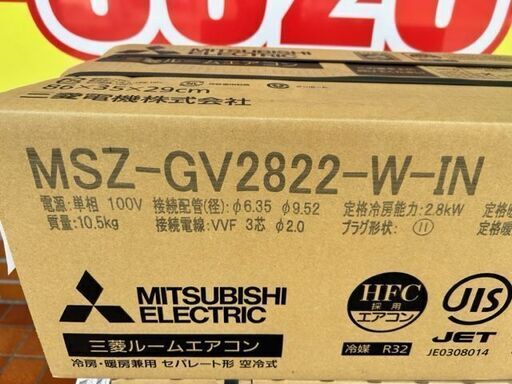 MITSUBISHI
86×35×29cm
三菱電機株式会社
MSZ-GV2822-W-IN
電源:単相 100V 接続配管(径):φ6.35 φ9.52 定格冷房能力:2.8kW
質量:10.5kg 接続電線:VVF 3芯 φ2.0 プラグ形状:
MITSUBISHI
ELECTRIC
三菱ルームエアコン
冷房・暖房兼用 セパレート形 空冷式
HFC
採用
エアコン
冷媒 R32
JIS
JET
JE0308014